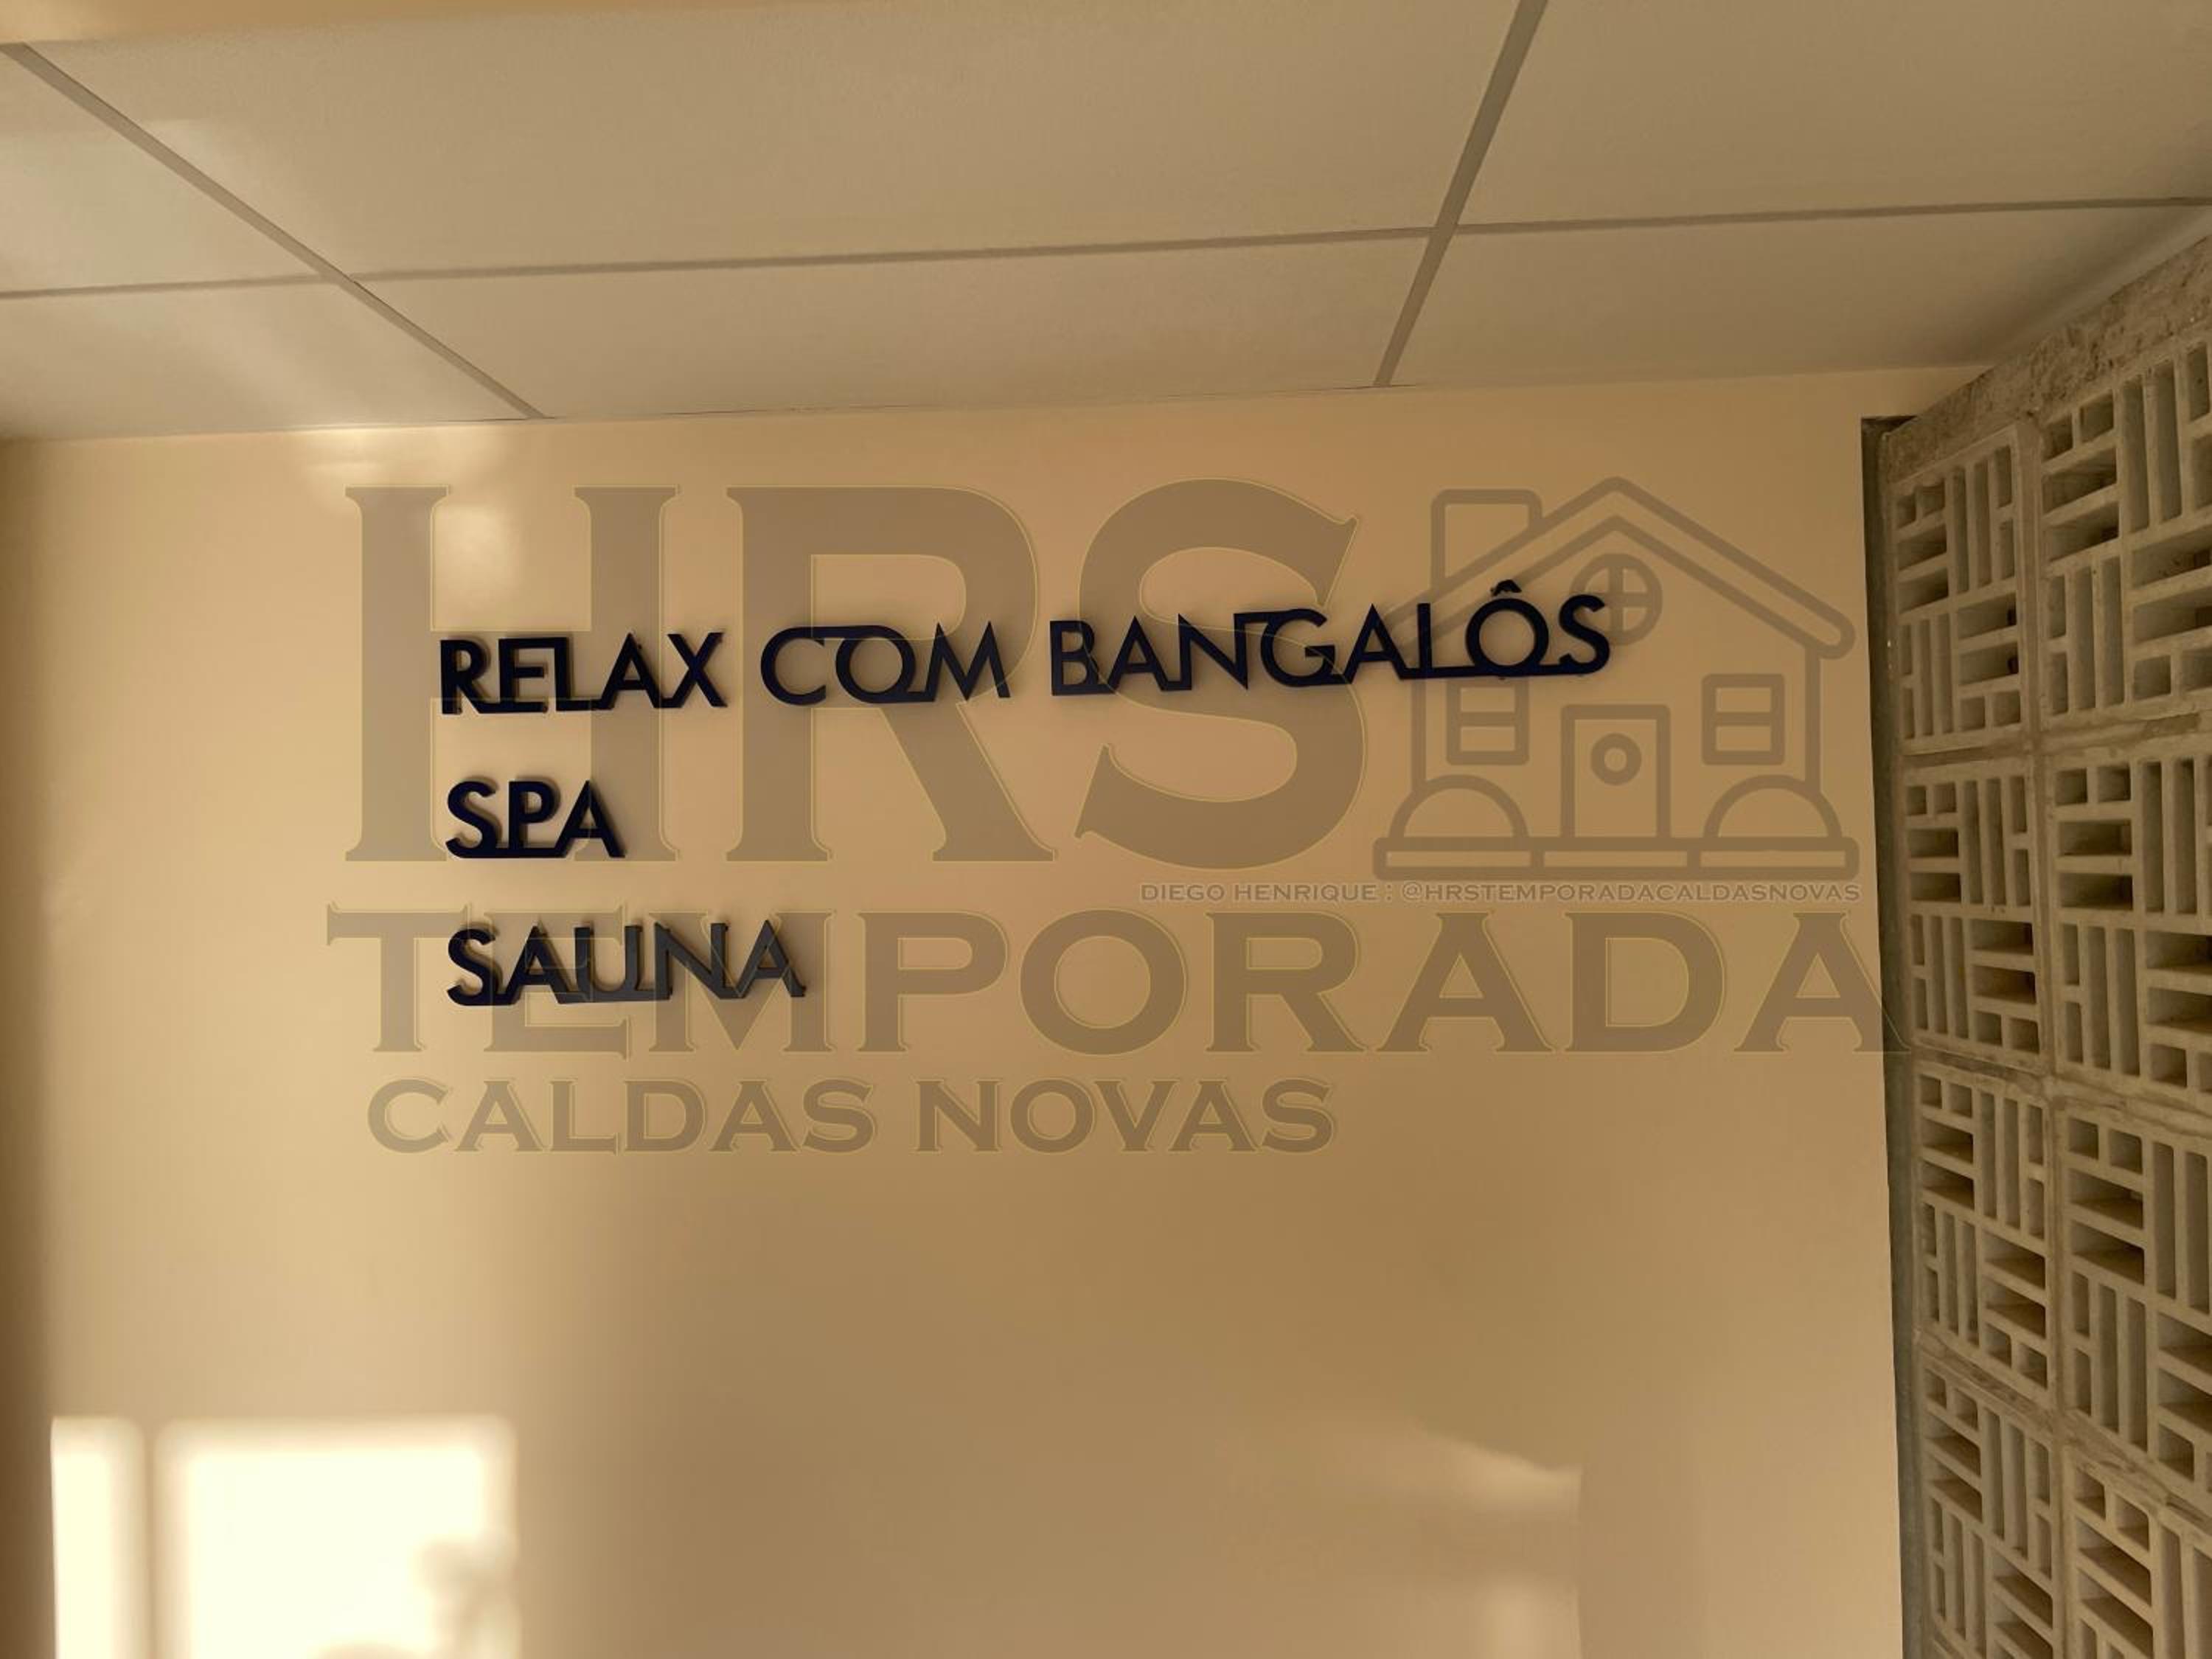 RELAX COM BANGALÔS
SPA
SAUNA
HRS
DIEGO HENRIQUE : @HRSTEMPORADACALDASNOVAS
TEMPORADA
CALDAS NOVAS